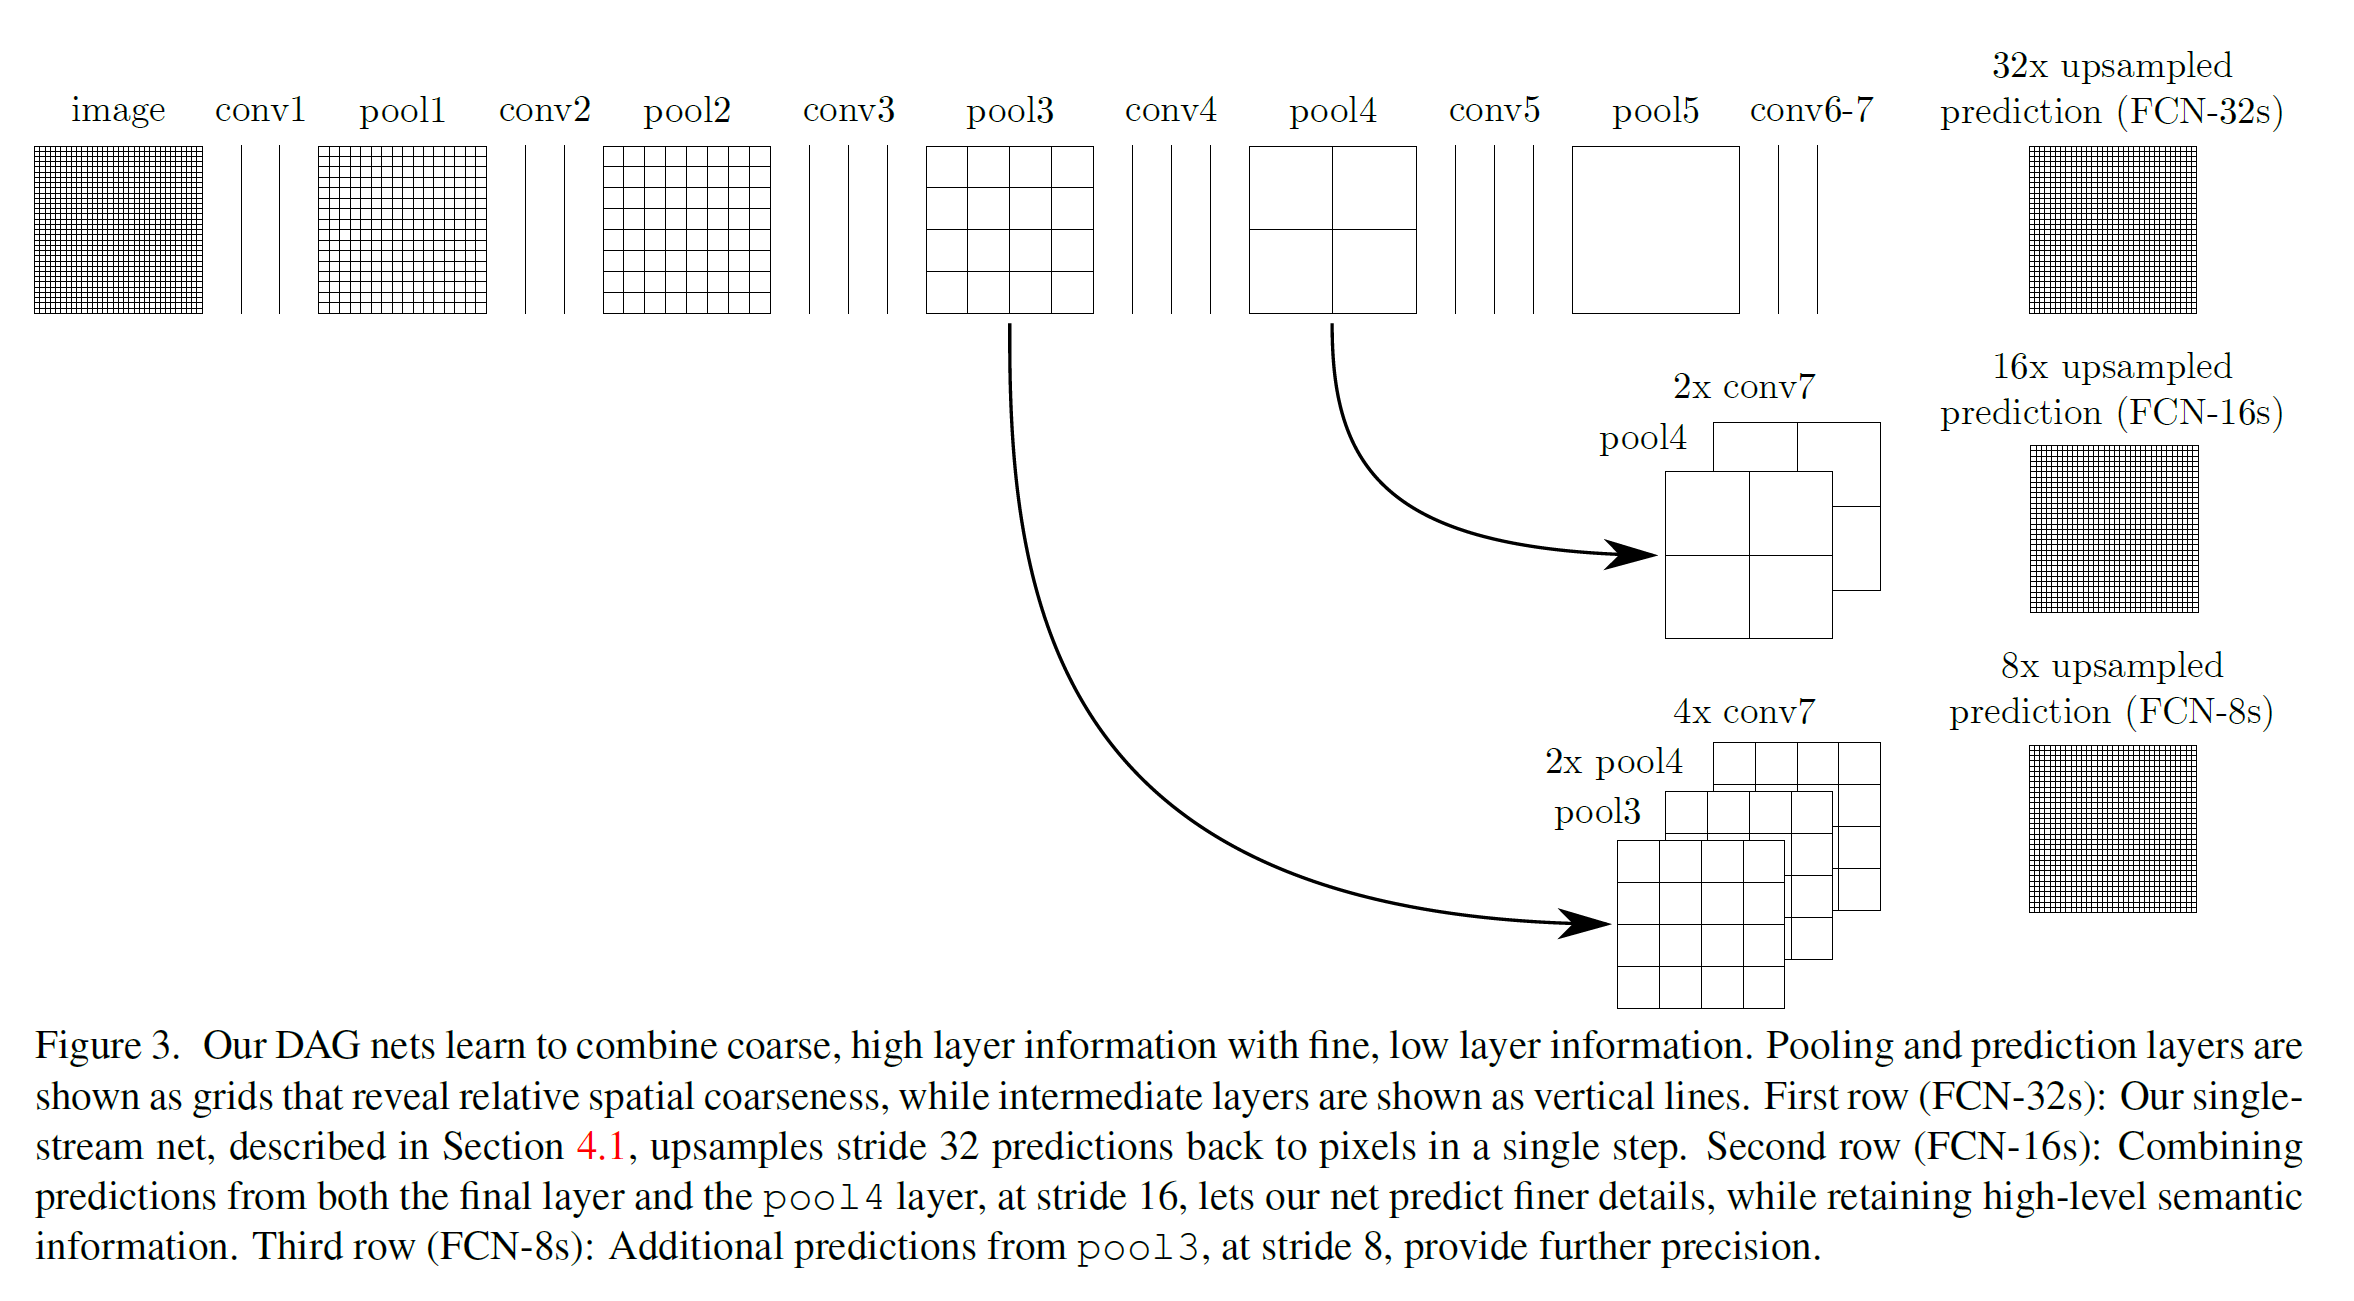 image conv1 pool1 conv2 pool2 conv3 pool3 conv4 pool4 conv5 pool5 conv6-7
32x upsampled
prediction (FCN-32s)
16x upsampled
prediction (FCN-16s)
2x conv7
pool4
8x upsampled
prediction (FCN-8s)
4x conv7
2x pool4
pool3
Figure 3. Our DAG nets learn to combine coarse, high layer information with fine, low layer information. Pooling and prediction layers are
shown as grids that reveal relative spatial coarseness, while intermediate layers are shown as vertical lines. First row (FCN-32s): Our single-
stream net, described in Section 4.1, upsamples stride 32 predictions back to pixels in a single step. Second row (FCN-16s): Combining
predictions from both the final layer and the pool4 layer, at stride 16, lets our net predict finer details, while retaining high-level semantic
information. Third row (FCN-8s): Additional predictions from pool3, at stride 8, provide further precision.